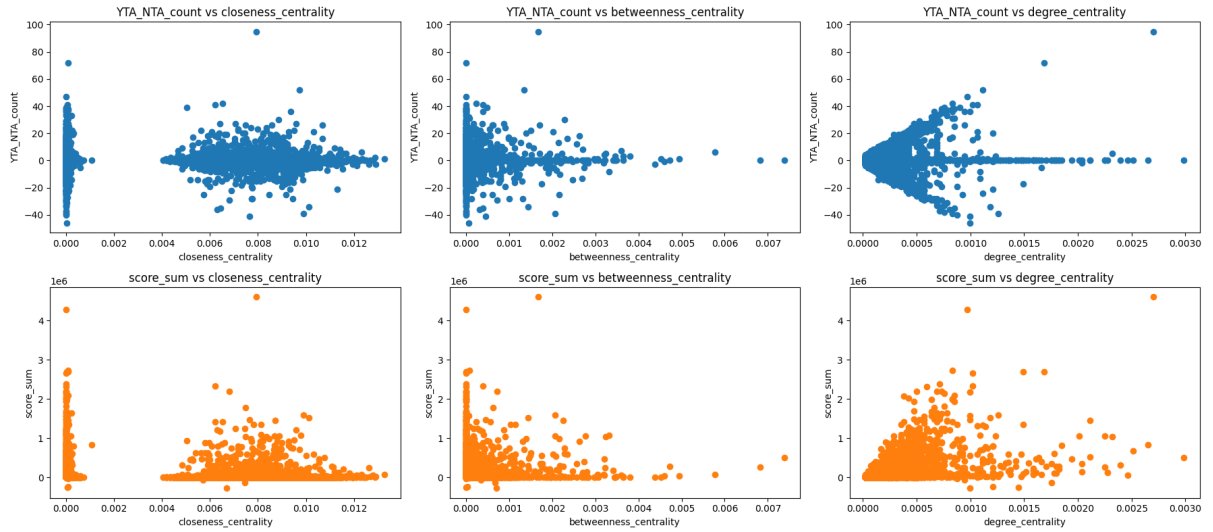 YTA_NTA_count vs closeness_centrality
YTA_NTA_count
100
80
60
40
20
0
−20
−40
0.000 0.002 0.004 0.006 0.008 0.010 0.012
closeness_centrality
YTA_NTA_count vs betweenness_centrality
YTA_NTA_count
100
80
60
40
20
0
−20
−40
0.000 0.001 0.002 0.003 0.004 0.005 0.006 0.007
betweenness_centrality
YTA_NTA_count vs degree_centrality
YTA_NTA_count
100
80
60
40
20
0
−20
−40
0.0000 0.0005 0.0010 0.0015 0.0020 0.0025 0.0030
degree_centrality
score_sum vs closeness_centrality
1e6
score_sum
4
3
2
1
0
0.000 0.002 0.004 0.006 0.008 0.010 0.012
closeness_centrality
score_sum vs betweenness_centrality
1e6
score_sum
4
3
2
1
0
0.000 0.001 0.002 0.003 0.004 0.005 0.006 0.007
betweenness_centrality
score_sum vs degree_centrality
1e6
score_sum
4
3
2
1
0
0.0000 0.0005 0.0010 0.0015 0.0020 0.0025 0.0030
degree_centrality